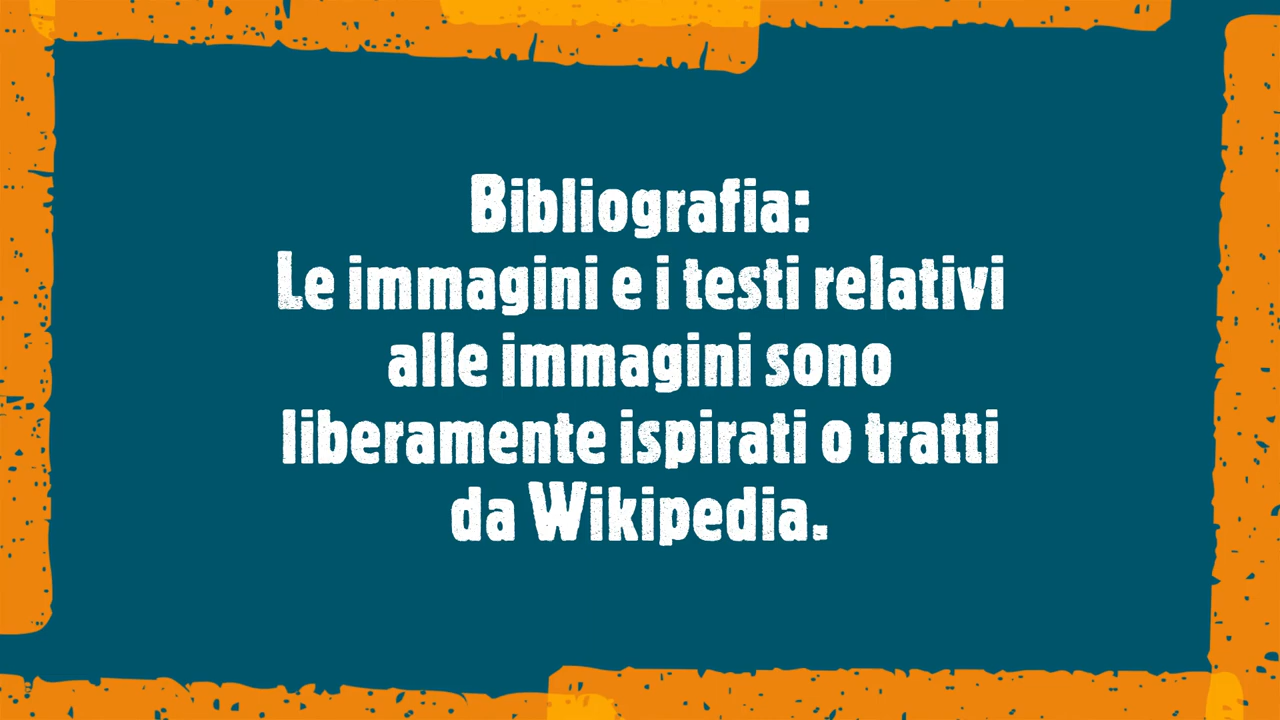 Bibliografia:
Le immagini e i testi relativi
alle immagini sono
liberamente ispirati o tratti
da Wikipedia.